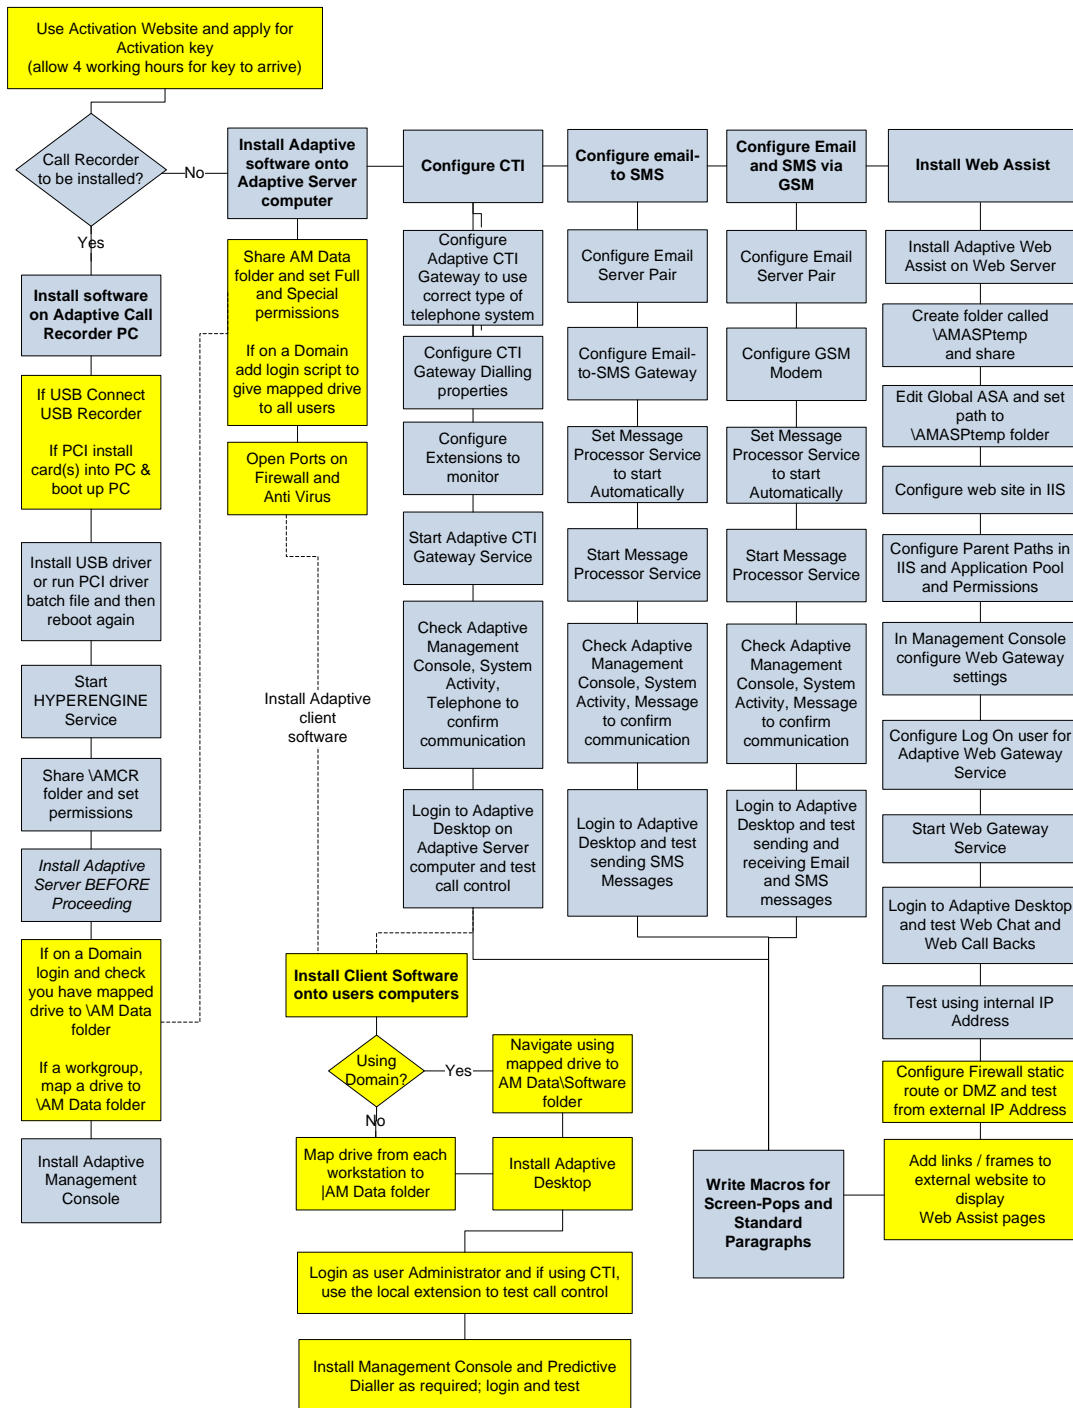 Use Activation Website and apply for
Activation key
(allow 4 working hours for key to arrive)
Call Recorder
to be installed?
No
Yes
Install software
on Adaptive Call
Recorder PC
If USB Connect
USB Recorder
If PCI install
card(s) into PC &
boot up PC
Install USB driver
or run PCI driver
batch file and then
reboot again
Start
HYPERENGINE
Service
Share \AMCR
folder and set
permissions
Install Adaptive
Server BEFORE
Proceeding
If on a Domain
login and check
you have mapped
drive to \AM Data
folder
If a workgroup,
map a drive to
\AM Data folder
Install Adaptive
Management
Console
Install Adaptive
software onto
Adaptive Server
computer
Share AM Data
folder and set Full
and Special
permissions
If on a Domain
add login script to
give mapped drive
to all users
Open Ports on
Firewall and
Anti Virus
Install Adaptive
client
software
Configure CTI
Configure
Adaptive CTI
Gateway to use
correct type of
telephone system
Configure CTI
Gateway Dialling
properties
Configure
Extensions to
monitor
Start Adaptive CTI
Gateway Service
Check Adaptive
Management
Console, System
Activity,
Telephone to
confirm
communication
Login to Adaptive
Desktop on
Adaptive Server
computer and test
call control
Install Client Software
onto users computers
Using
Domain?
Yes
No
Navigate using
mapped drive to
AM Data\Software
folder
Map drive from each
workstation to
|AM Data folder
Install Adaptive
Desktop
Login as user Administrator and if using CTI,
use the local extension to test call control
Install Management Console and Predictive
Dialler as required; login and test
Configure email-
to SMS
Configure Email
Server Pair
Configure Email-
to-SMS Gateway
Set Message
Processor Service
to start
Automatically
Start Message
Processor Service
Check Adaptive
Management
Console, System
Activity, Message
to confirm
communication
Login to Adaptive
Desktop and test
sending SMS
Messages
Configure Email
and SMS via
GSM
Configure Email
Server Pair
Configure GSM
Modem
Set Message
Processor Service
to start
Automatically
Start Message
Processor Service
Check Adaptive
Management
Console, System
Activity, Message
to confirm
communication
Login to Adaptive
Desktop and test
sending and
receiving Email
and SMS
messages
Write Macros for
Screen-Pops and
Standard
Paragraphs
Install Web Assist
Install Adaptive Web
Assist on Web Server
Create folder called
\AMASPtemp
and share
Edit Global ASA and set
path to
\AMASPtemp folder
Configure web site in IIS
Configure Parent Paths in
IIS and Application Pool
and Permissions
In Management Console
configure Web Gateway
settings
Configure Log On user for
Adaptive Web Gateway
Service
Start Web Gateway
Service
Login to Adaptive Desktop
and test Web Chat and
Web Call Backs
Test using internal IP
Address
Configure Firewall static
route or DMZ and test
from external IP Address
Add links / frames to
external website to
display
Web Assist pages